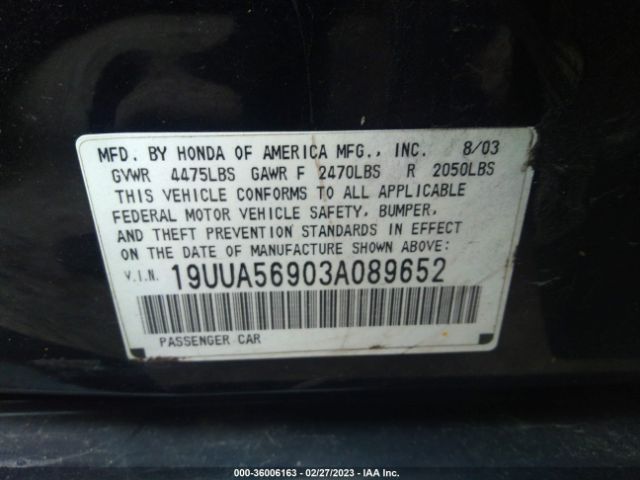 MFD. BY HONDA OF AMERICA MFG., INC. 8/03
GVWR 4475LBS GAWR F 2470LBS R 2050LBS
THIS VEHICLE CONFORMS TO ALL APPLICABLE
FEDERAL MOTOR VEHICLE SAFETY, BUMPER,
AND THEFT PREVENTION STANDARDS IN EFFECT
ON THE DATE OF MANUFACTURE SHOWN ABOVE:
V.I.N. 19UUA56903A089652
PASSENGER CAR
000-36006163 - 02/27/2023 - IAA Inc.